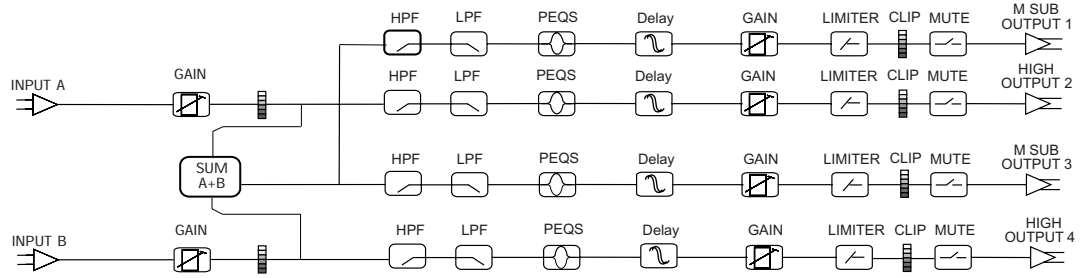 HPF LPF PEQS Delay GAIN LIMITER CLIP MUTE M SUB
OUTPUT 1
INPUT A GAIN HPF LPF PEQS Delay GAIN LIMITER CLIP MUTE HIGH
OUTPUT 2
SUM
A+B
HPF LPF PEQS Delay GAIN LIMITER CLIP MUTE M SUB
OUTPUT 3
INPUT B GAIN HPF LPF PEQS Delay GAIN LIMITER CLIP MUTE HIGH
OUTPUT 4